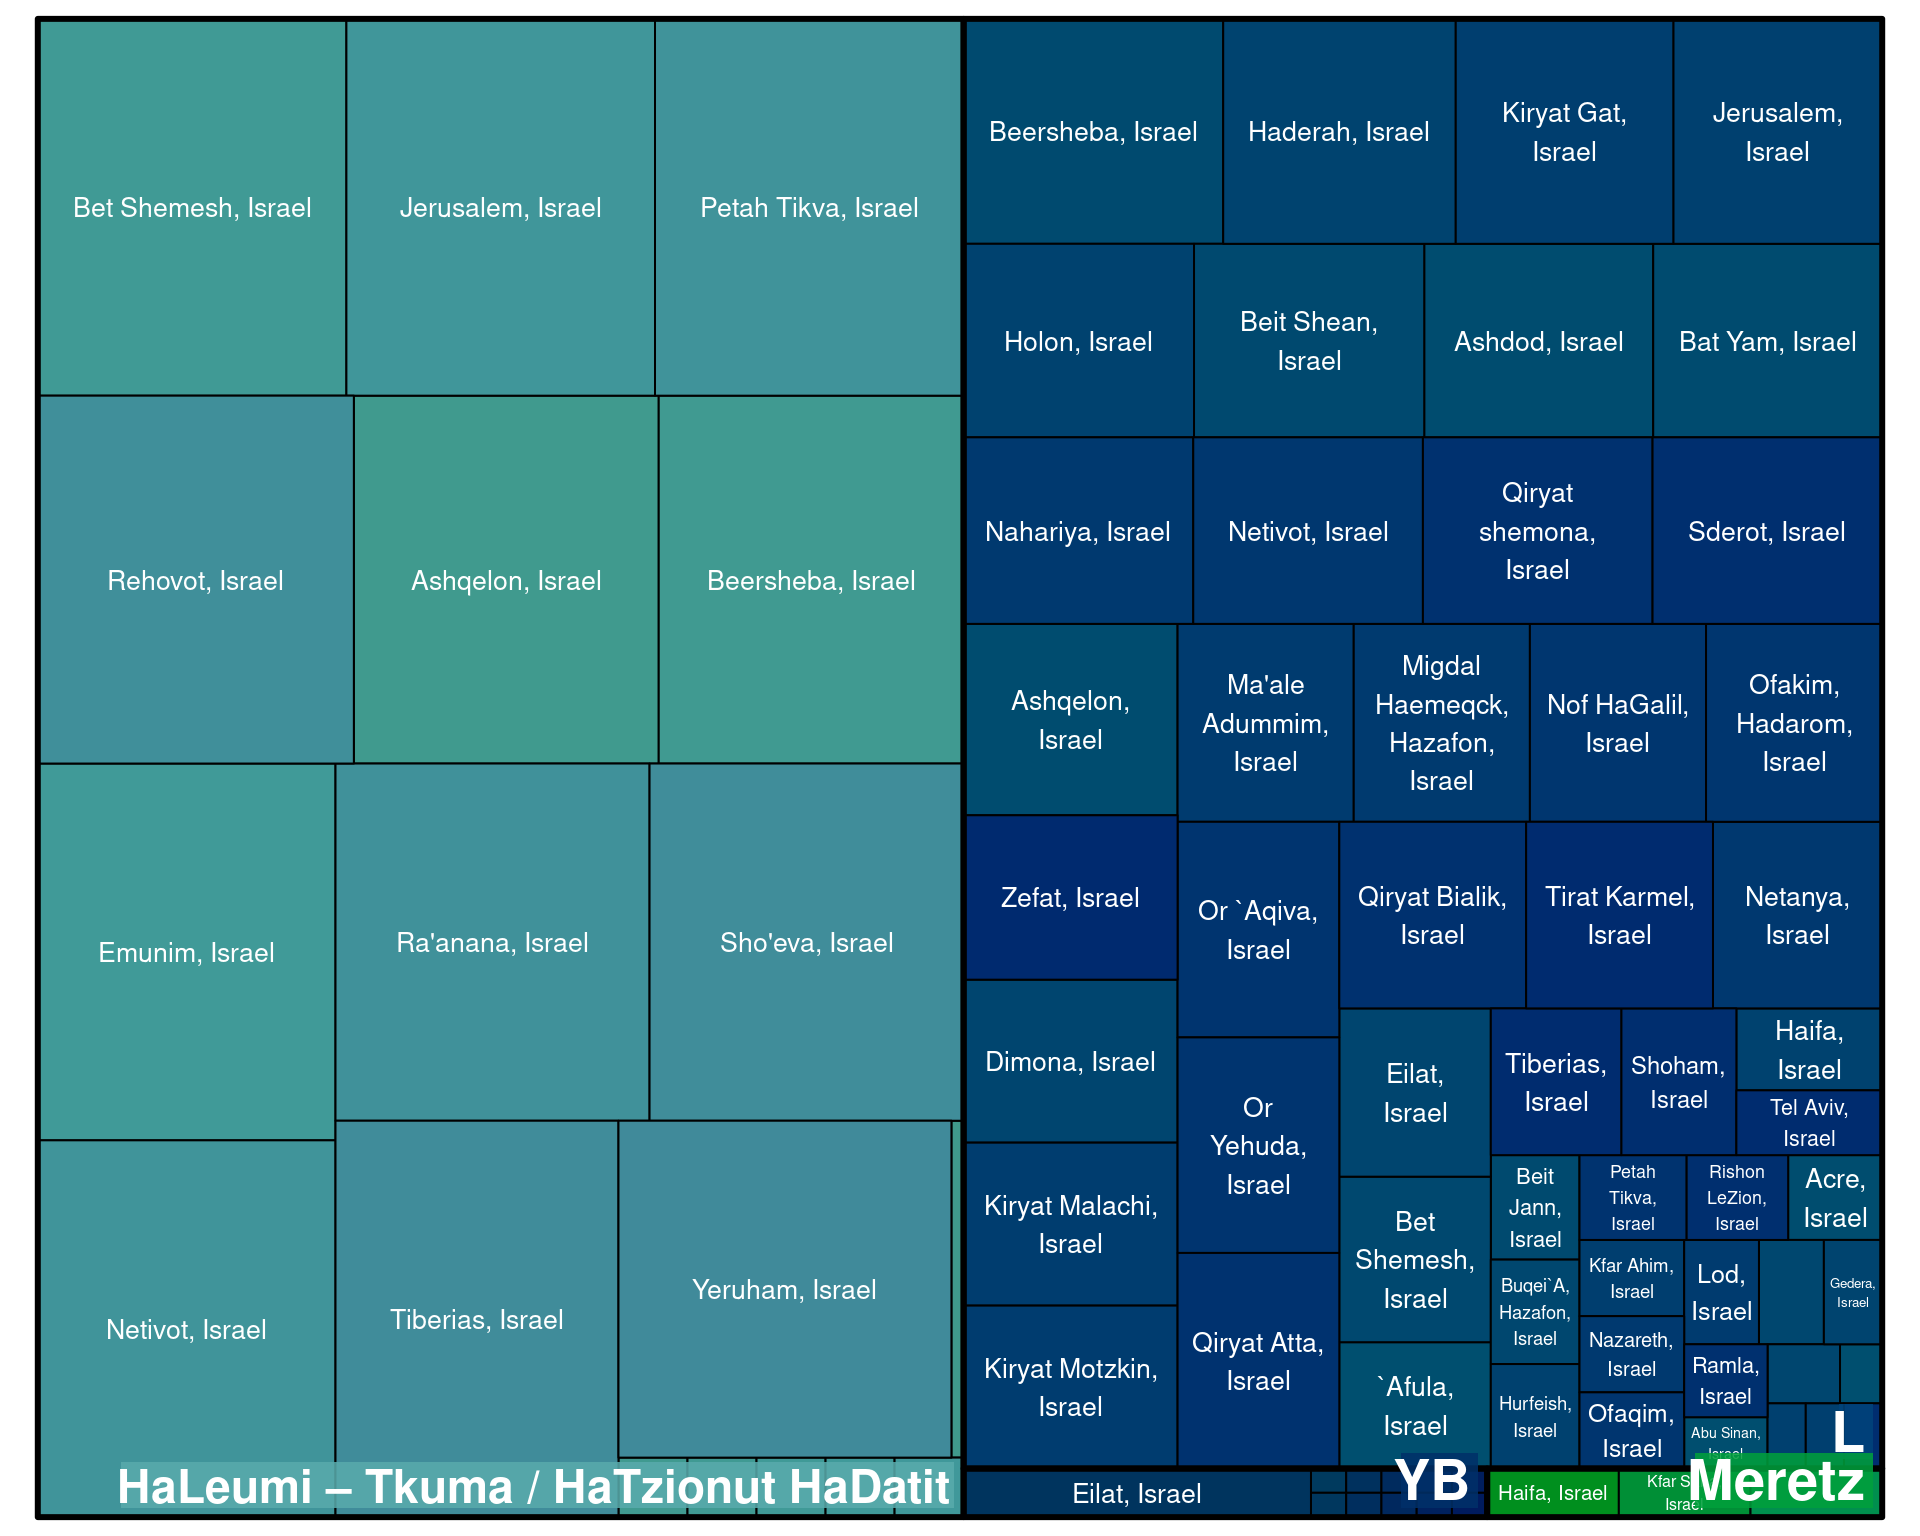 Bet Shemesh, Israel
Jerusalem, Israel
Petah Tikva, Israel
Rehovot, Israel
Ashqelon, Israel
Beersheba, Israel
Emunim, Israel
Ra'anana, Israel
Sho'eva, Israel
Netivot, Israel
Tiberias, Israel
Yeruham, Israel
HaLeumi – Tkuma / HaTzionut HaDatit
Beersheba, Israel
Haderah, Israel
Kiryat Gat,
Israel
Jerusalem,
Israel
Holon, Israel
Beit Shean,
Israel
Ashdod, Israel
Bat Yam, Israel
Nahariya, Israel
Netivot, Israel
Qiryat
shemona,
Israel
Sderot, Israel
Ashqelon,
Israel
Ma'ale
Adummim,
Israel
Migdal
Haemeqck,
Hazafon,
Israel
Nof HaGalil,
Israel
Ofakim,
Hadarom,
Israel
Zefat, Israel
Or `Aqiva,
Israel
Qiryat Bialik,
Israel
Tirat Karmel,
Israel
Netanya,
Israel
Dimona, Israel
Or
Yehuda,
Israel
Eilat,
Israel
Tiberias,
Israel
Shoham,
Israel
Haifa,
Israel
Tel Aviv,
Israel
Kiryat Malachi,
Israel
Bet
Shemesh,
Israel
Beit
Jann,
Israel
Petah
Tikva,
Israel
Rishon
LeZion,
Israel
Acre,
Israel
Kiryat Motzkin,
Israel
Qiryat Atta,
Israel
`Afula,
Israel
Buqei`A,
Hazafon,
Israel
Kfar Ahim,
Israel
Lod,
Israel
Gedera,
Israel
Nazareth,
Israel
Ramla,
Israel
Hurfeish,
Israel
Ofaqim,
Israel
Abu Sinan,
Israel
L
Eilat, Israel
YB
Haifa, Israel
Kfar
Israel
Meretz